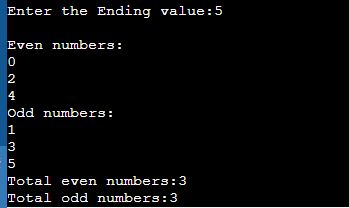 Enter the Ending value:5
Even numbers:
0
2
4
Odd numbers:
1
3
5
Total even numbers:3
Total odd numbers:3